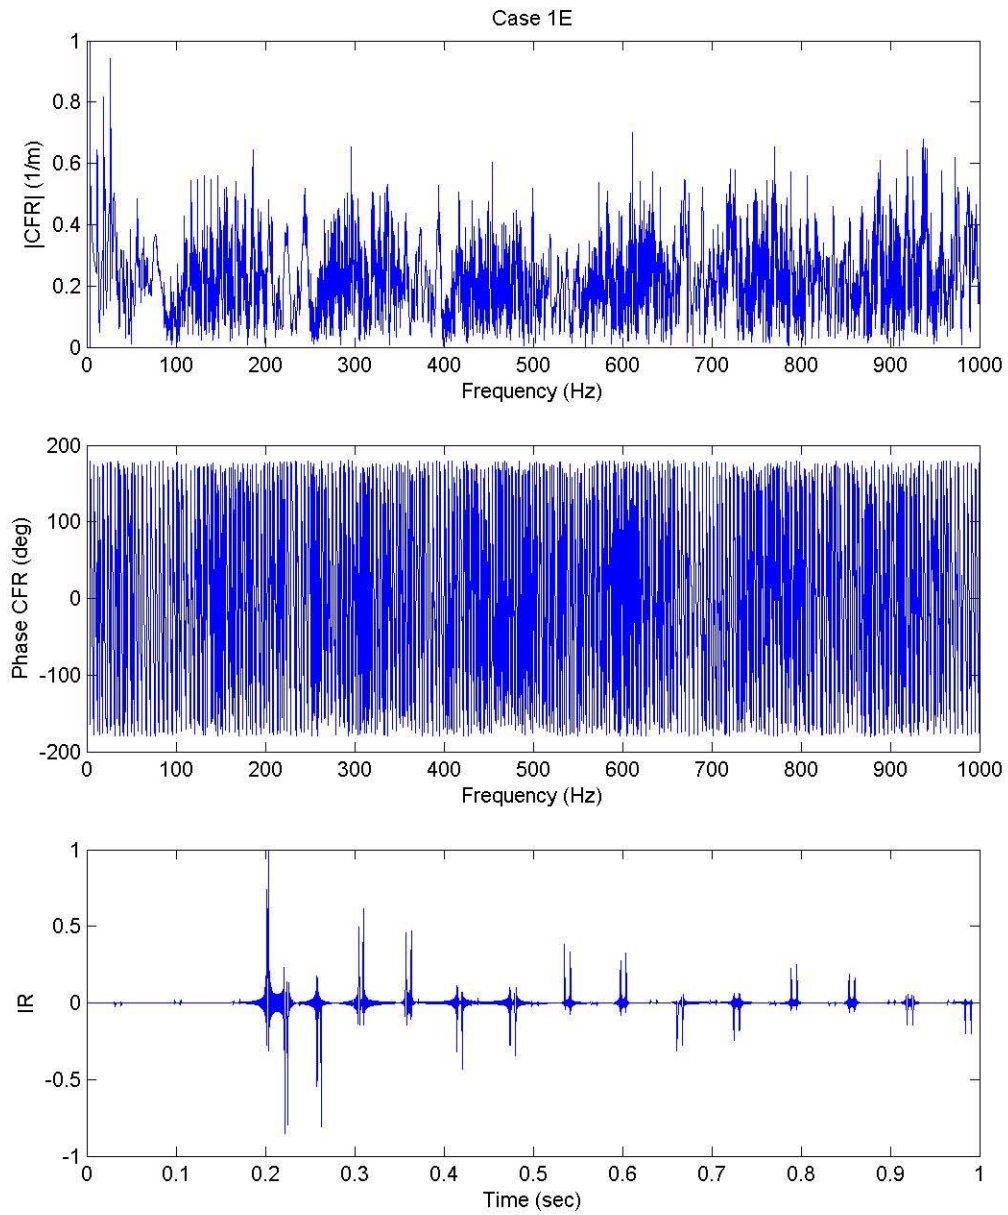 Case 1E
|CFR| (1/m)
1
0.8
0.6
0.4
0.2
0
0 100 200 300 400 500 600 700 800 900 1000
Frequency (Hz)
Phase CFR (deg)
200
100
0
-100
-200
0 100 200 300 400 500 600 700 800 900 1000
Frequency (Hz)
IR
1
0.5
0
-0.5
-1
0 0.1 0.2 0.3 0.4 0.5 0.6 0.7 0.8 0.9 1
Time (sec)